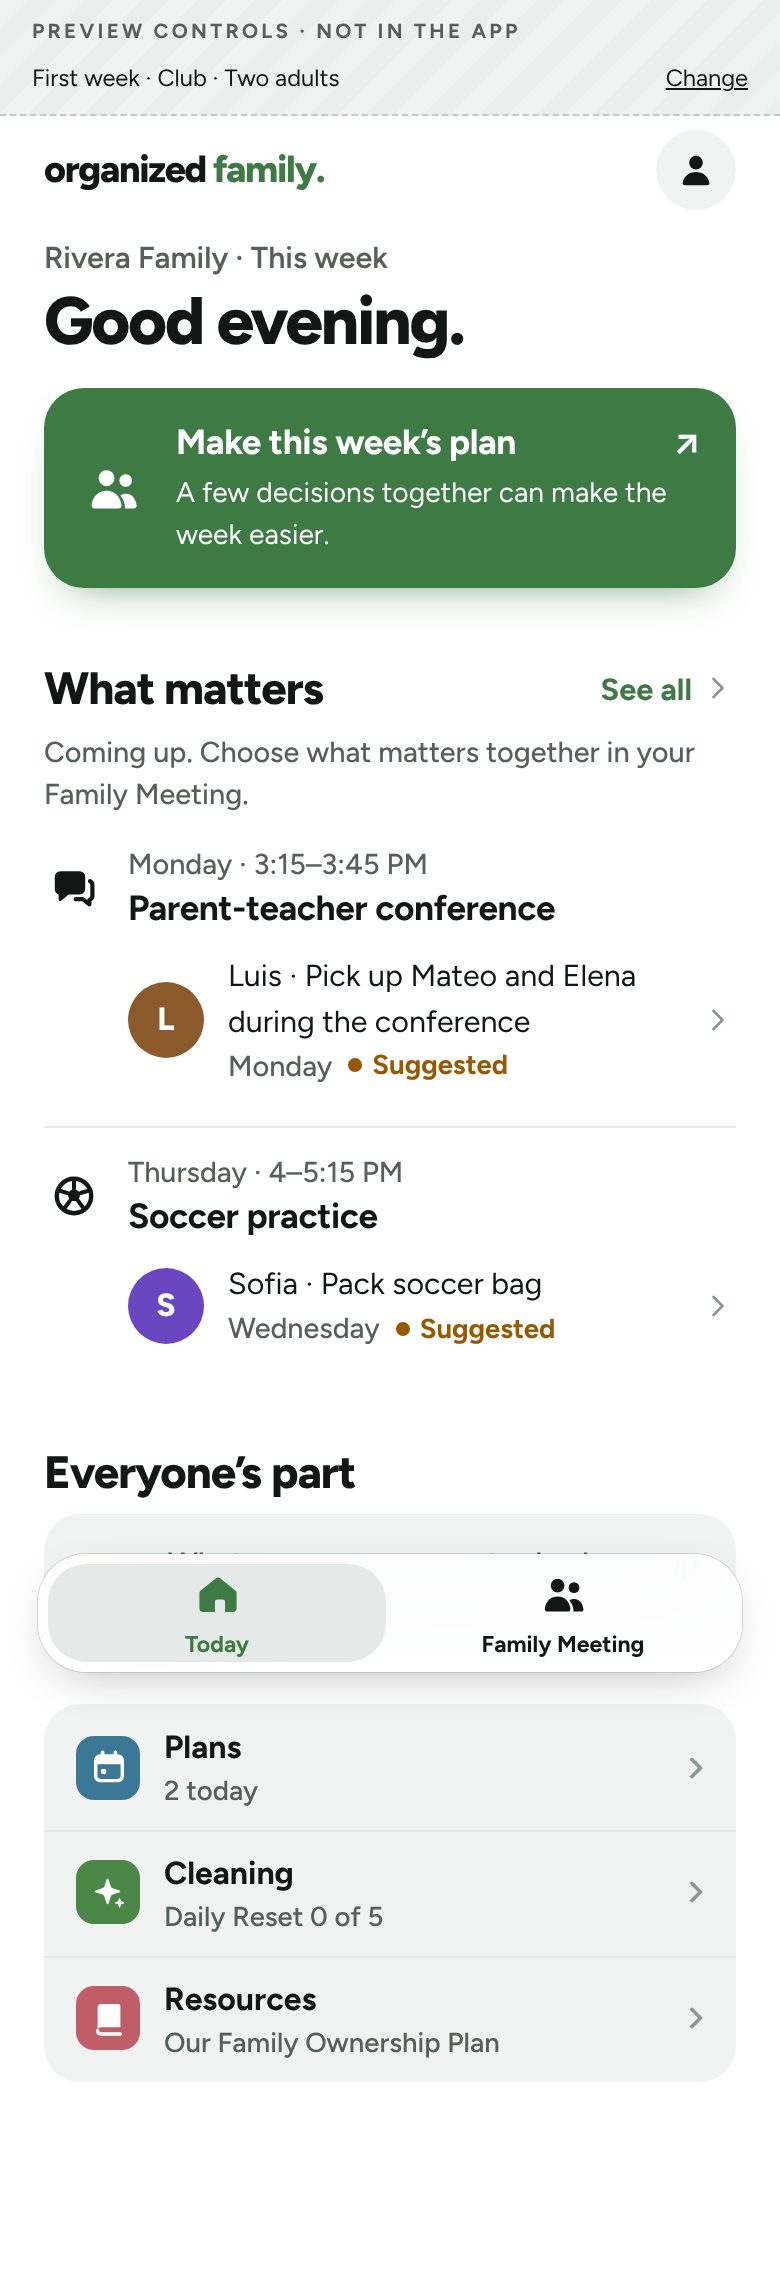 PREVIEW CONTROLS · NOT IN THE APP
First week · Club · Two adults
Change
organized family.
Rivera Family · This week
Good evening.
Make this week’s plan
A few decisions together can make the
week easier.
What matters
See all
Coming up. Choose what matters together in your
Family Meeting.
Monday · 3:15–3:45 PM
Parent-teacher conference
L
Luis · Pick up Mateo and Elena
during the conference
Monday
Suggested
Thursday · 4–5:15 PM
Soccer practice
S
Sofia · Pack soccer bag
Wednesday
Suggested
Everyone’s part
Today
Family Meeting
Plans
2 today
Cleaning
Daily Reset 0 of 5
Resources
Our Family Ownership Plan